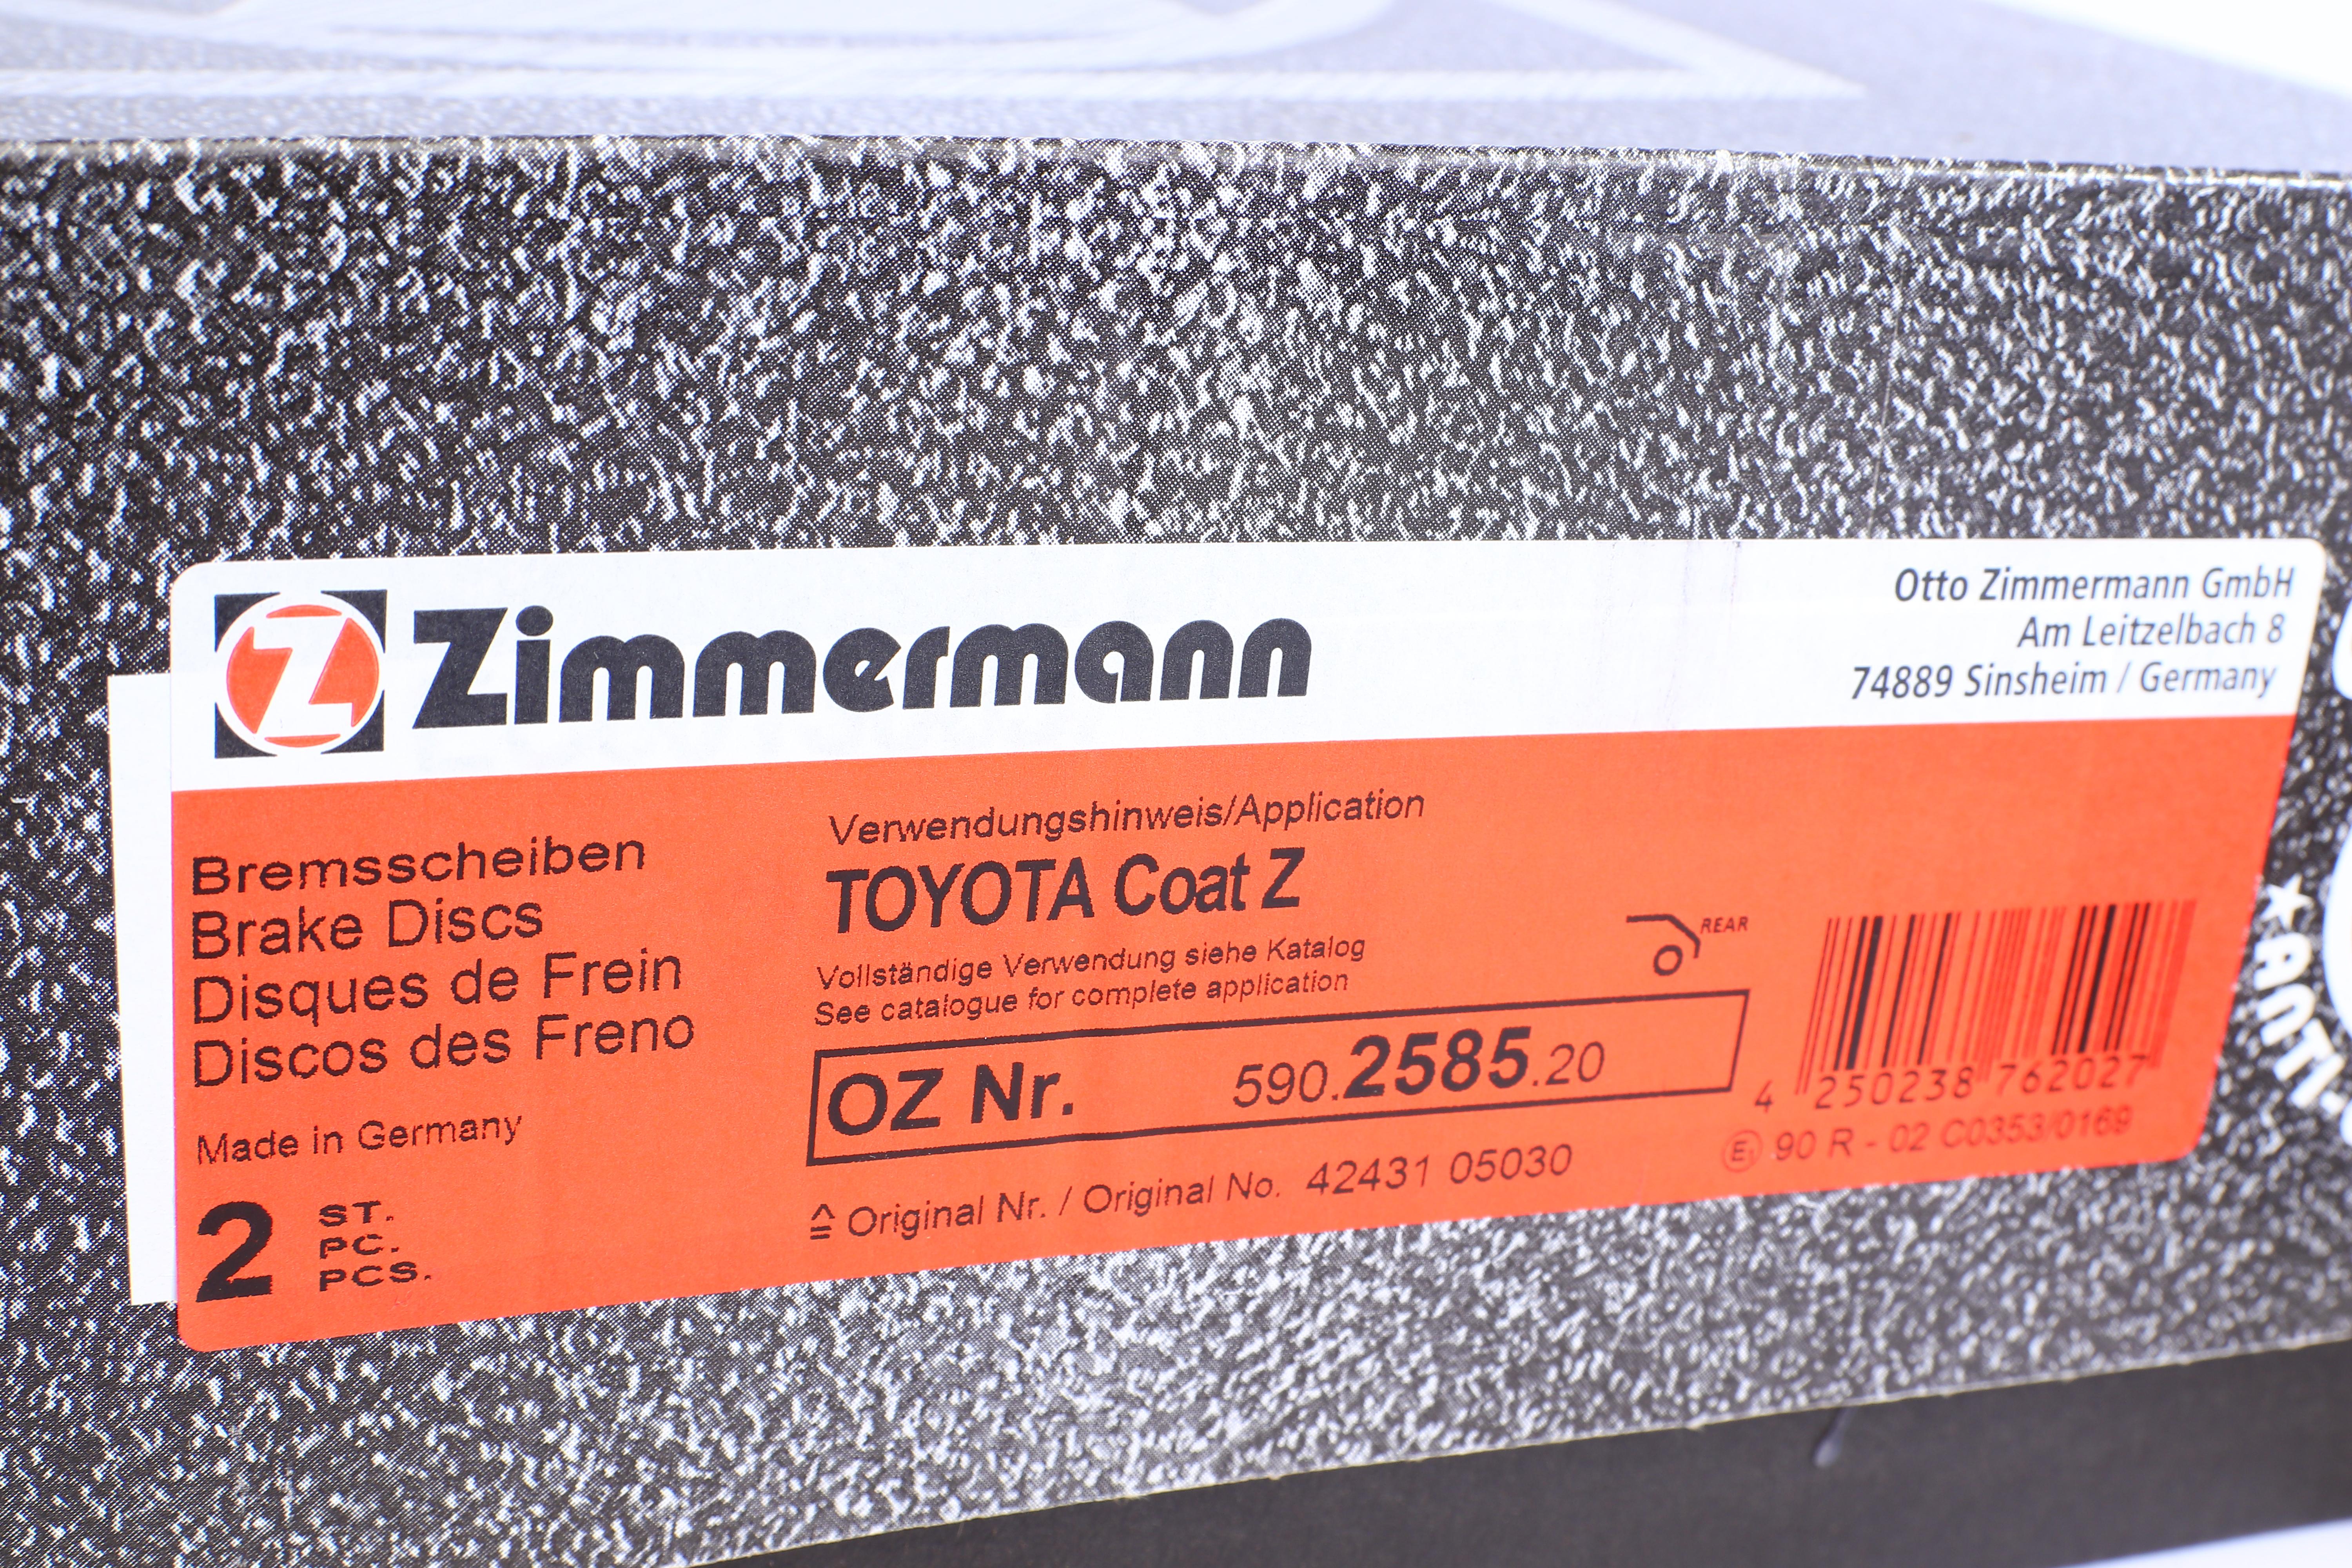 Z Zimmermann
Otto Zimmermann GmbH
Am Leitzelbach 8
74889 Sinsheim / Germany
Bremsscheiben
Brake Discs
Disques de Frein
Discos des Freno
Made in Germany
2 ST.
PC.
PCS.
Verwendungshinweis/Application
TOYOTA Coat Z
Vollständige Verwendung siehe Katalog
See catalogue for complete application
REAR
OZ Nr. 590.2585.20
≙ Original Nr. / Original No. 42431 05030
4 250238 762027
E1 90 R - 02 C0353/0169
★ANTI